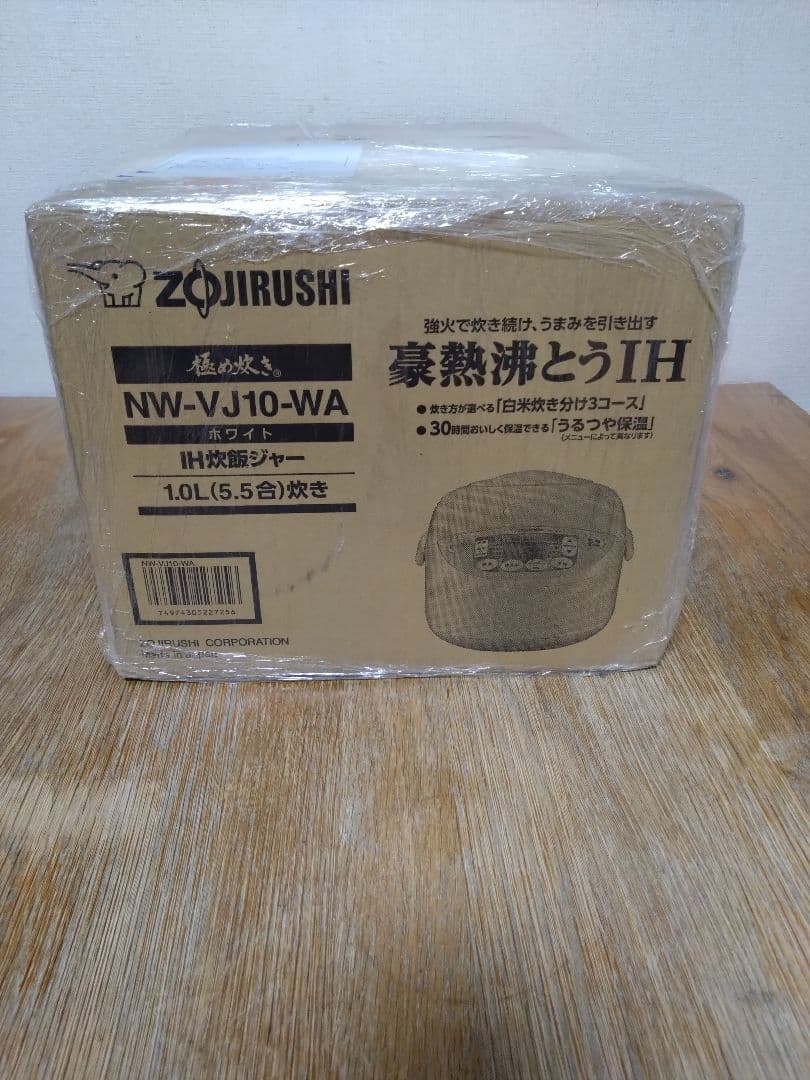 ZOJIRUSHI
極め炊き®
NW-VJ10-WA
ホワイト
IH炊飯ジャー
1.0L(5.5合)炊き
NW-VJ10-WA
ZOJIRUSHI CORPORATION
Made in Japan
強火で炊き続け、うまみを引き出す
豪熱沸とうIH
● 炊き方が選べる「白米炊き分け3コース」
● 30時間おいしく保温できる「うるつや保温」
(メニューによって異なります)